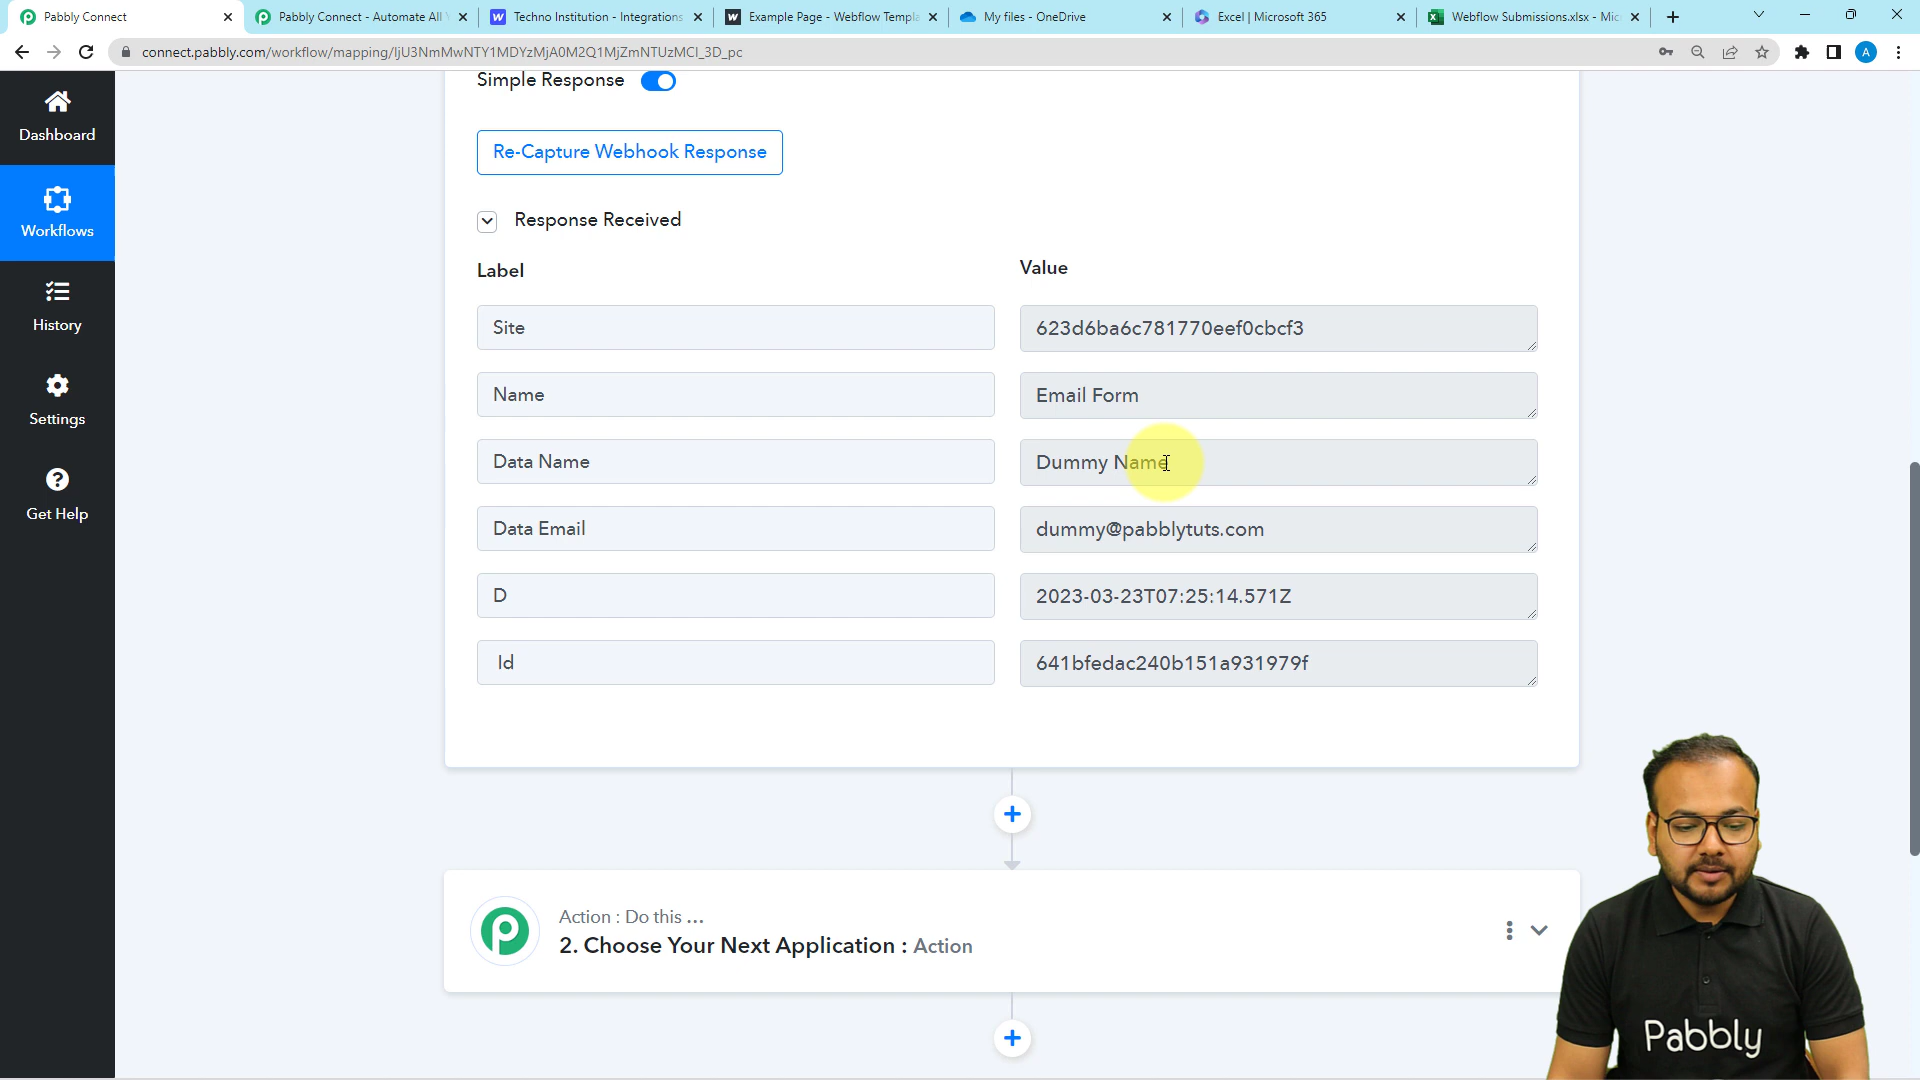 Pabbly Connect
Pabbly Connect - Automate All
Techno Institution - Integrations
Example Page - Webflow Templa
My files - OneDrive
Excel | Microsoft 365
Webflow Submissions.xlsx - Mic
connect.pabbly.com/workflow/mapping/IjU3NmMwNTY1MDYzMjA0M2Q1MjZmNTUzMCI_3D_pc
A
Dashboard
Workflows
History
Settings
Get Help
Simple Response
Re-Capture Webhook Response
Response Received
Label
Value
Site
623d6ba6c781770eef0cbcf3
Name
Email Form
Data Name
Dummy Name
Data Email
dummy@pabblytuts.com
D
2023-03-23T07:25:14.571Z
Id
641bfedac240b151a931979f
Action : Do this ...
2. Choose Your Next Application : Action
Pabbly